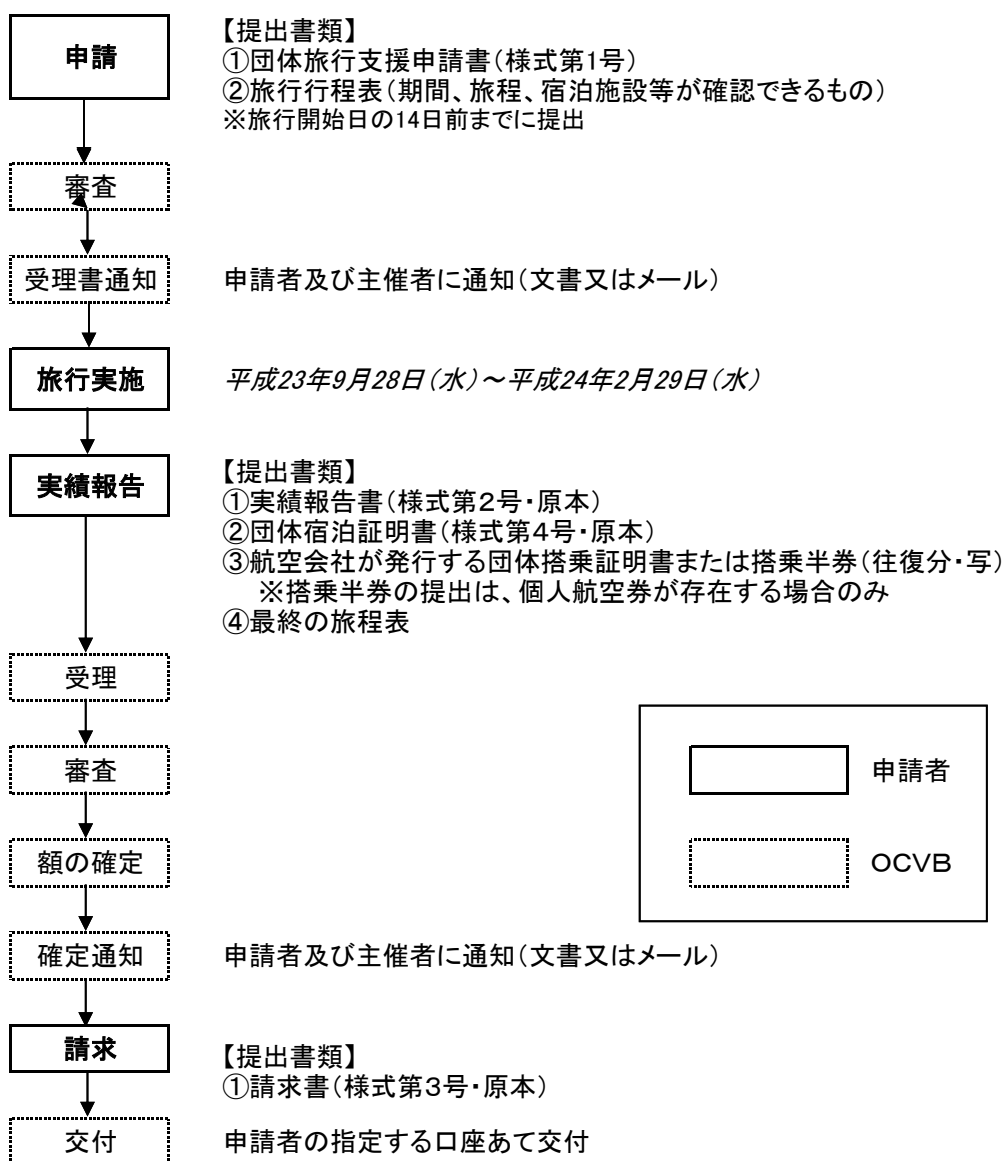 申請
【提出書類】
①団体旅行支援申請書(様式第1号)
②旅行行程表(期間、旅程、宿泊施設等が確認できるもの)
※旅行開始日の14日前までに提出
審査
受理書通知
申請者及び主催者に通知(文書又はメール)
旅行実施
平成23年9月28日(水)~平成24年2月29日(水)
実績報告
【提出書類】
①実績報告書(様式第2号・原本)
②団体宿泊証明書(様式第4号・原本)
③航空会社が発行する団体搭乗証明書または搭乗半券(往復分・写)
※搭乗半券の提出は、個人航空券が存在する場合のみ
④最終の旅程表
受理
審査
額の確定
確定通知
申請者及び主催者に通知(文書又はメール)
請求
【提出書類】
①請求書(様式第3号・原本)
交付
申請者の指定する口座あて交付
申請者
OCVB